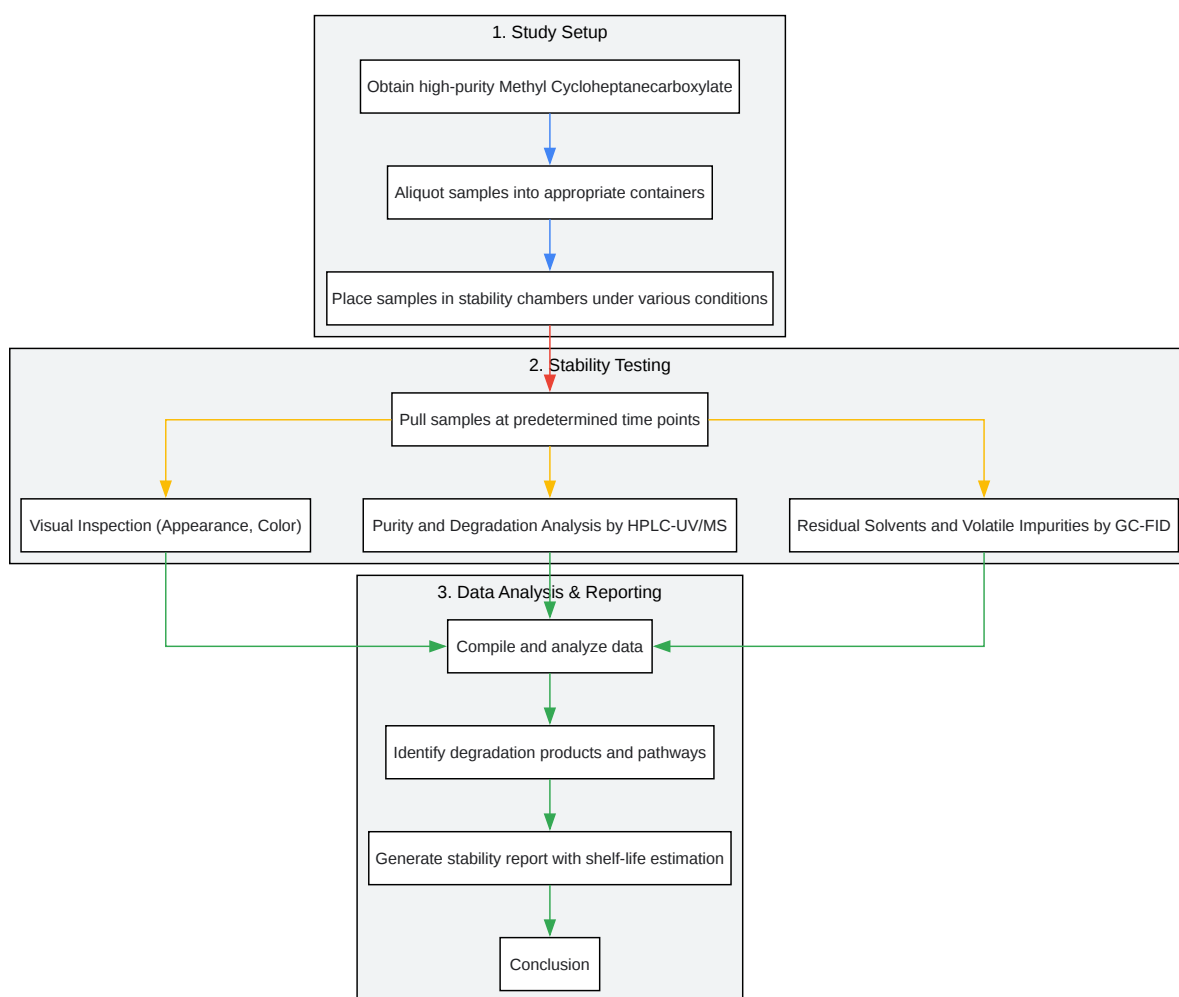 1. Study Setup
Obtain high-purity Methyl Cycloheptanecarboxylate
Aliquot samples into appropriate containers
Place samples in stability chambers under various conditions
2. Stability Testing
Pull samples at predetermined time points
Visual Inspection (Appearance, Color)
Purity and Degradation Analysis by HPLC-UV/MS
Residual Solvents and Volatile Impurities by GC-FID
3. Data Analysis & Reporting
Compile and analyze data
Identify degradation products and pathways
Generate stability report with shelf-life estimation
Conclusion